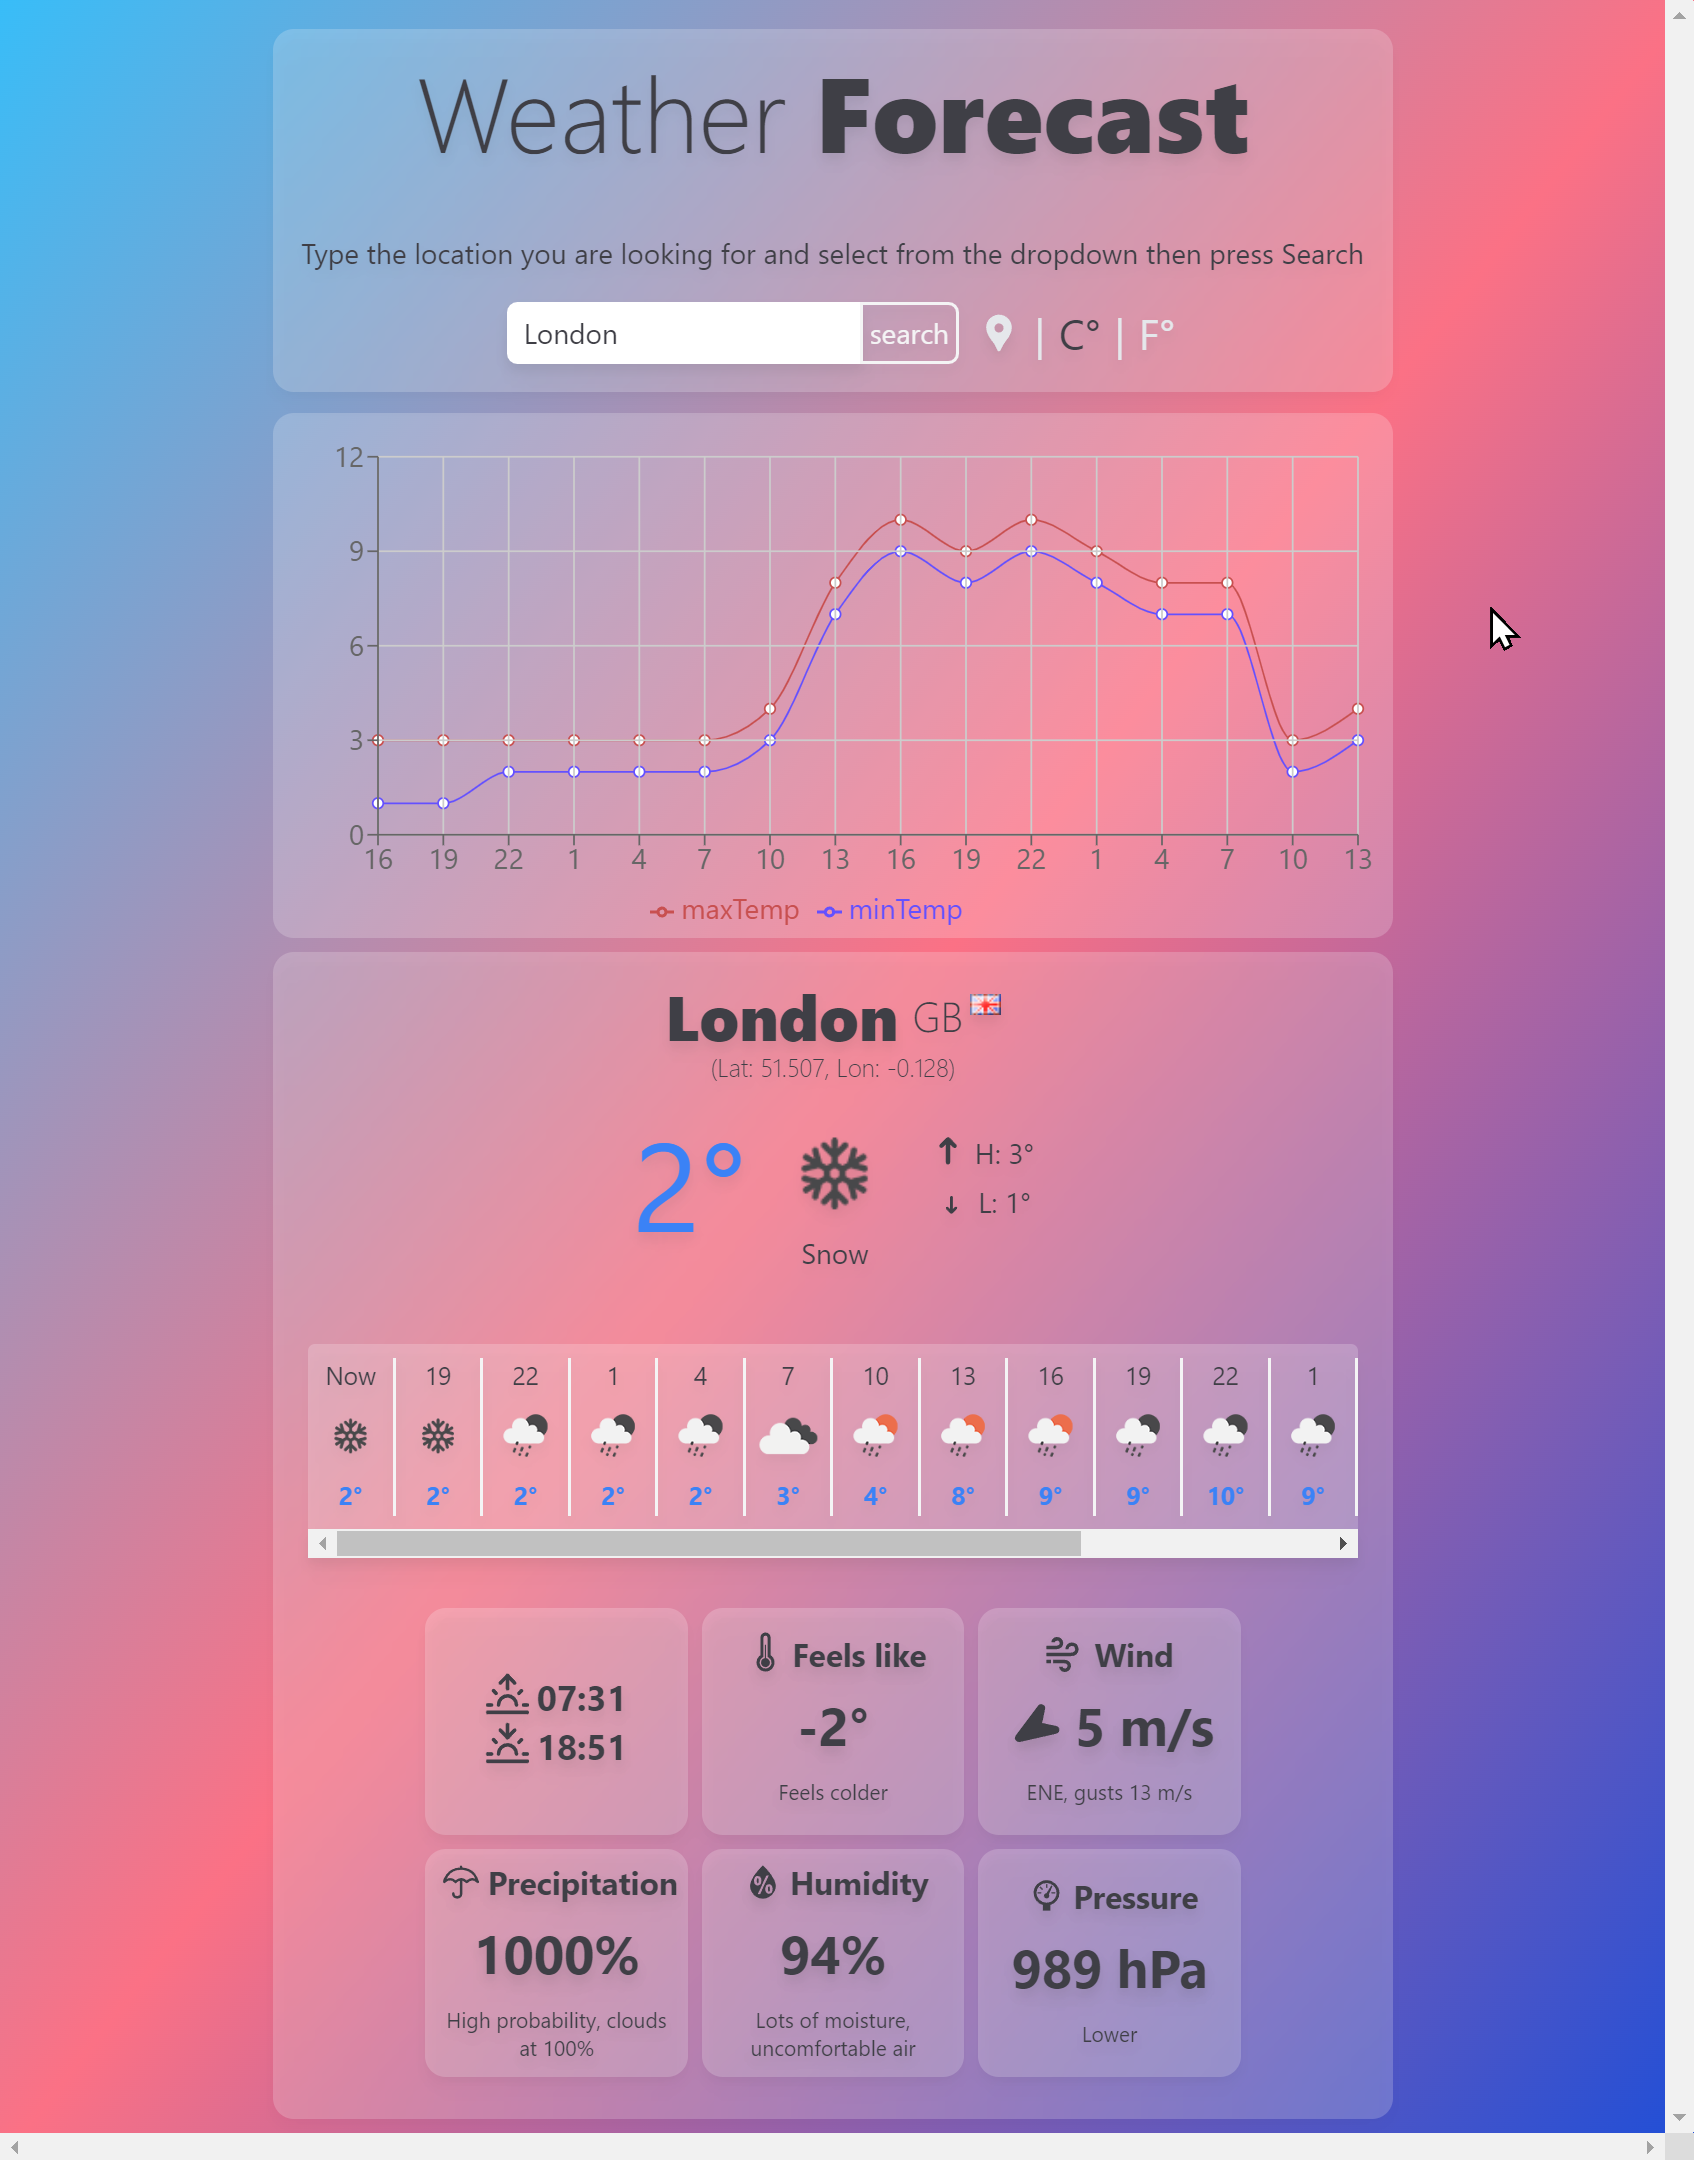 Weather Forecast
Type the location you are looking for and select from the dropdown then press Search
London search | C° | F°
12
9
6
3
0
16 19 22 1 4 7 10 13 16 19 22 1 4 7 10 13
maxTemp minTemp
London GB
(Lat: 51.507, Lon: -0.128)
2°
Snow
H: 3°
L: 1°
Now 19 22 1 4 7 10 13 16 19 22 1
2° 2° 2° 2° 2° 3° 4° 8° 9° 9° 10° 9°
07:31
18:51
Feels like
-2°
Feels colder
Wind
5 m/s
ENE, gusts 13 m/s
Precipitation
1000%
High probability, clouds
at 100%
% Humidity
94%
Lots of moisture,
uncomfortable air
Pressure
989 hPa
Lower